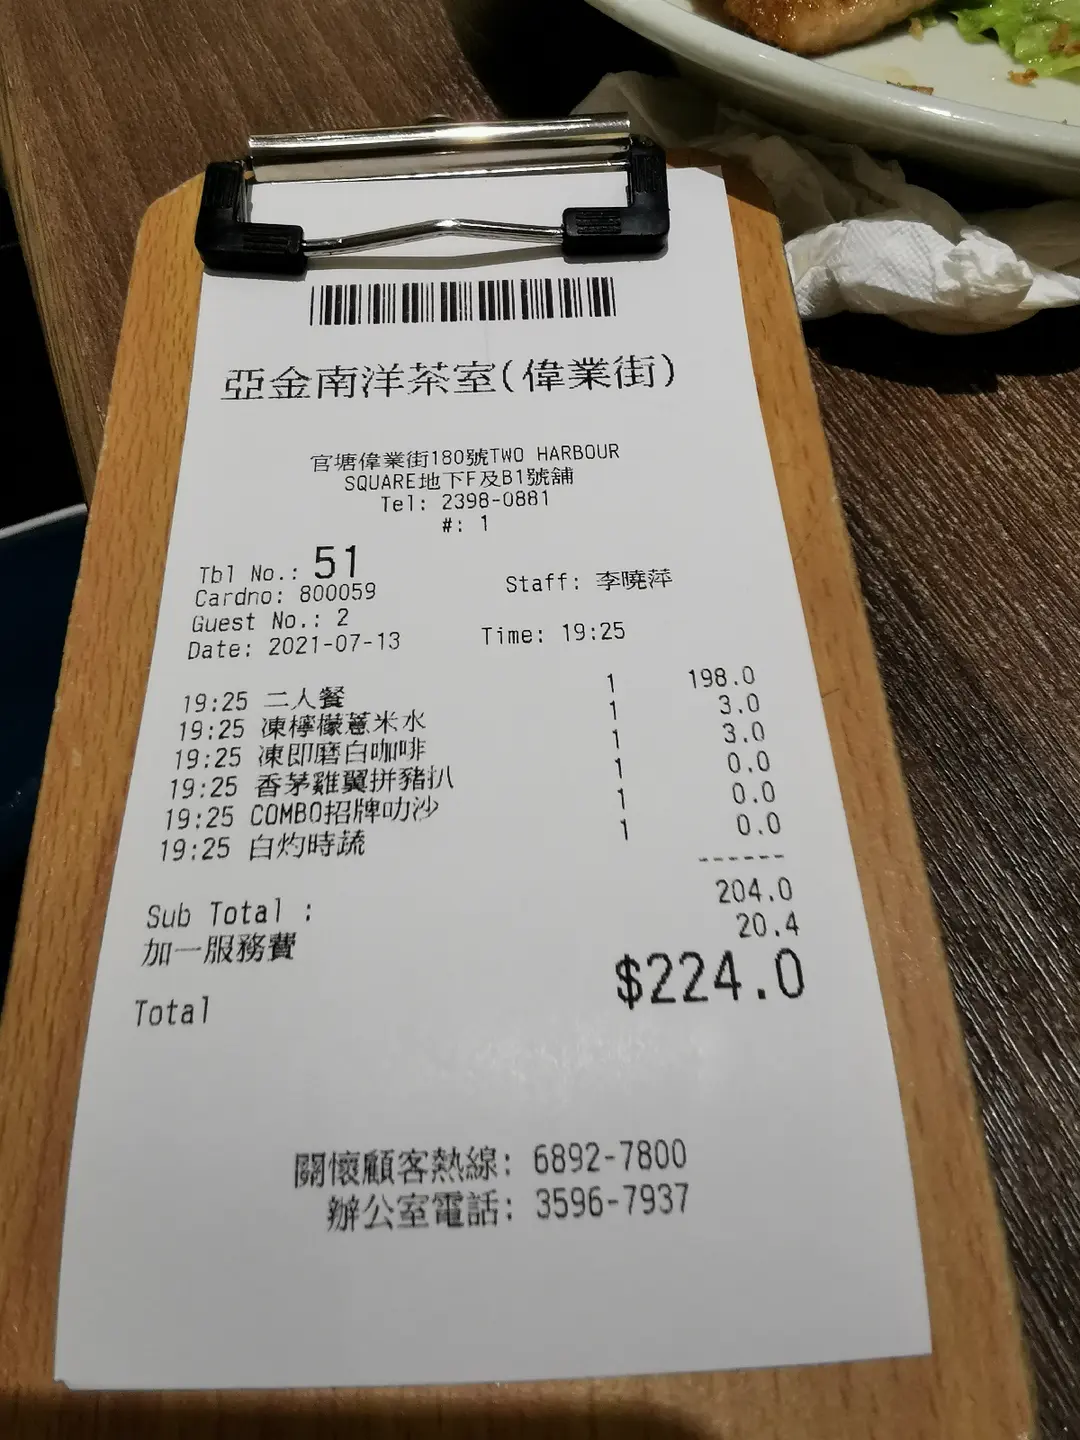 亞金南洋茶室(偉業街)
官塘偉業街180號TWO HARBOUR
SQUARE地下F及B1號舖
Tel: 2398-0881
#: 1
Tbl No.: 51
Cardno: 800059 Staff: 李曉萍
Guest No.: 2
Date: 2021-07-13 Time: 19:25
19:25 二人餐 1 198.0
19:25 凍檸檬薏米水 1 3.0
19:25 凍即磨白咖啡 1 3.0
19:25 香茅雞翼拼豬扒 1 0.0
19:25 COMBO招牌叻沙 1 0.0
19:25 白灼時蔬 1 0.0
------
Sub Total : 204.0
加一服務費 20.4
Total $224.0
關懷顧客熱線: 6892-7800
辦公室電話: 3596-7937